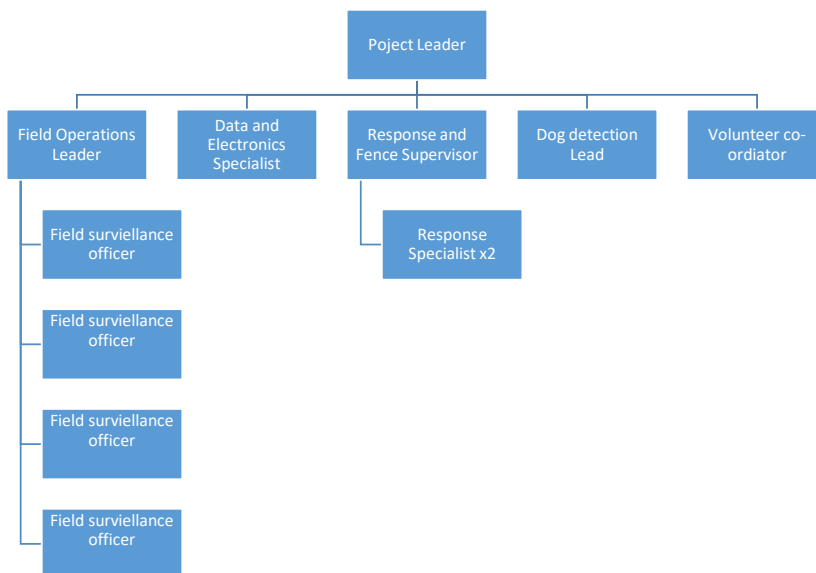 Poject Leader
Field Operations
Leader
Data and
Electronics
Specialist
Response and
Fence Supervisor
Dog detection
Lead
Volunteer co-
ordiator
Field surviellance
officer
Response
Specialist x2
Field surviellance
officer
Field surviellance
officer
Field surviellance
officer